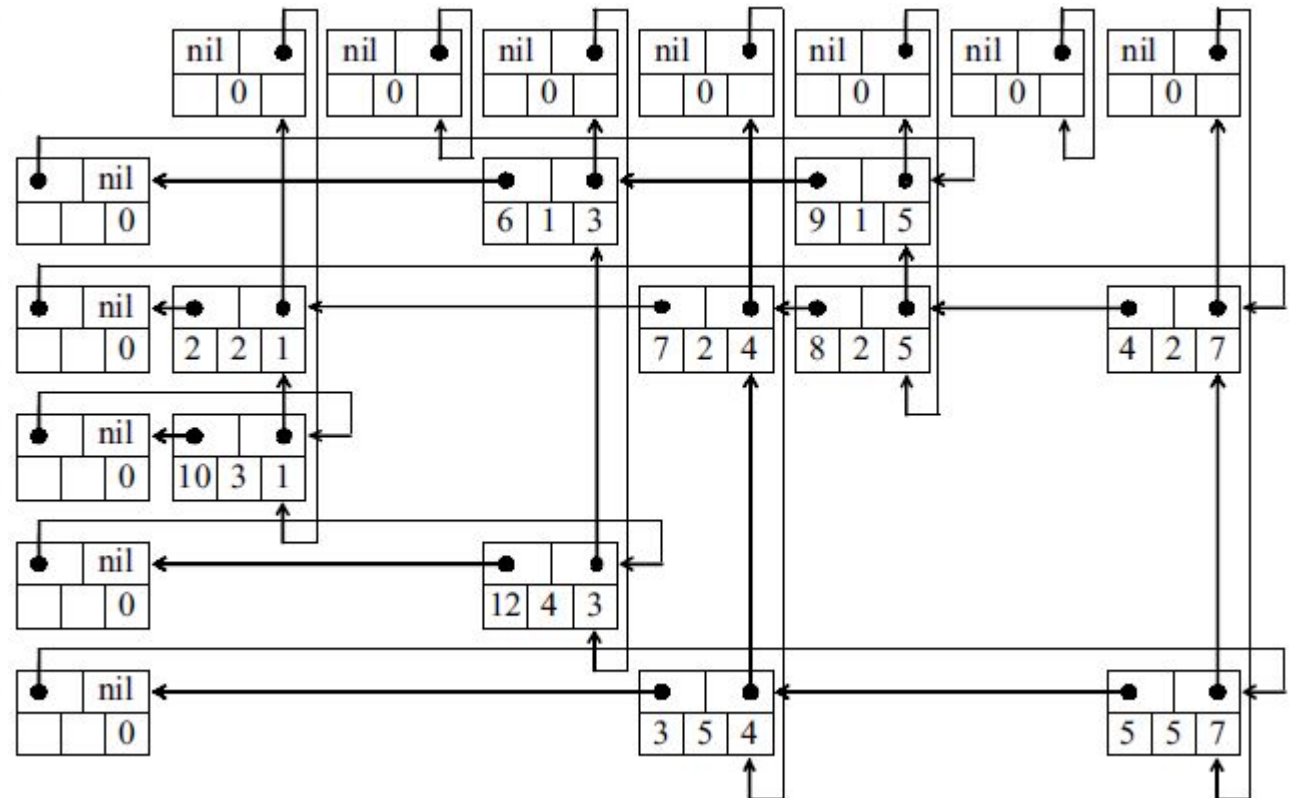 nil nil nil nil nil nil nil
0 0 0 0 0 0 0
nil
0 6 1 3 9 1 5
nil
0 2 2 1 7 2 4 8 2 5 4 2 7
nil
0 10 3 1
nil
0 12 4 3
nil
0 3 5 4 5 5 7